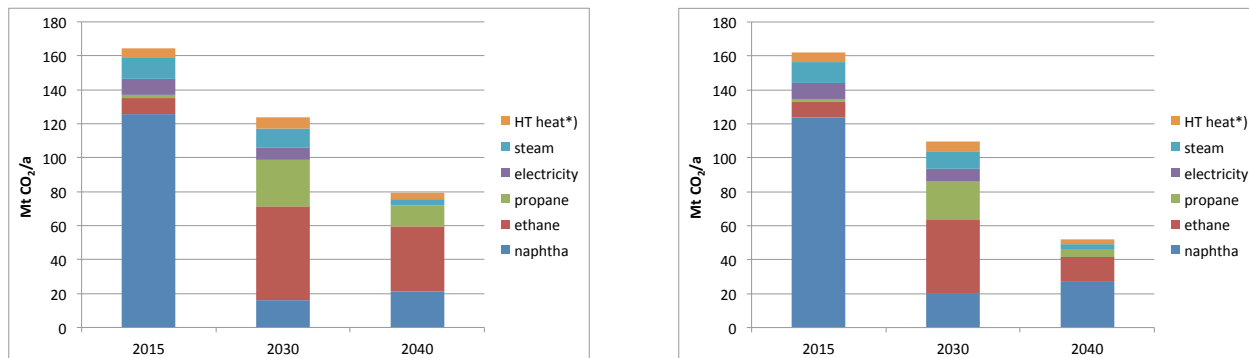 180
160
140
120
100
80
60
40
20
0
Mt CO₂/a
2015 2030 2040
HT heat*)
steam
electricity
propane
ethane
naphtha
180
160
140
120
100
80
60
40
20
0
Mt CO₂/a
2015 2030 2040
HT heat*)
steam
electricity
propane
ethane
naphtha